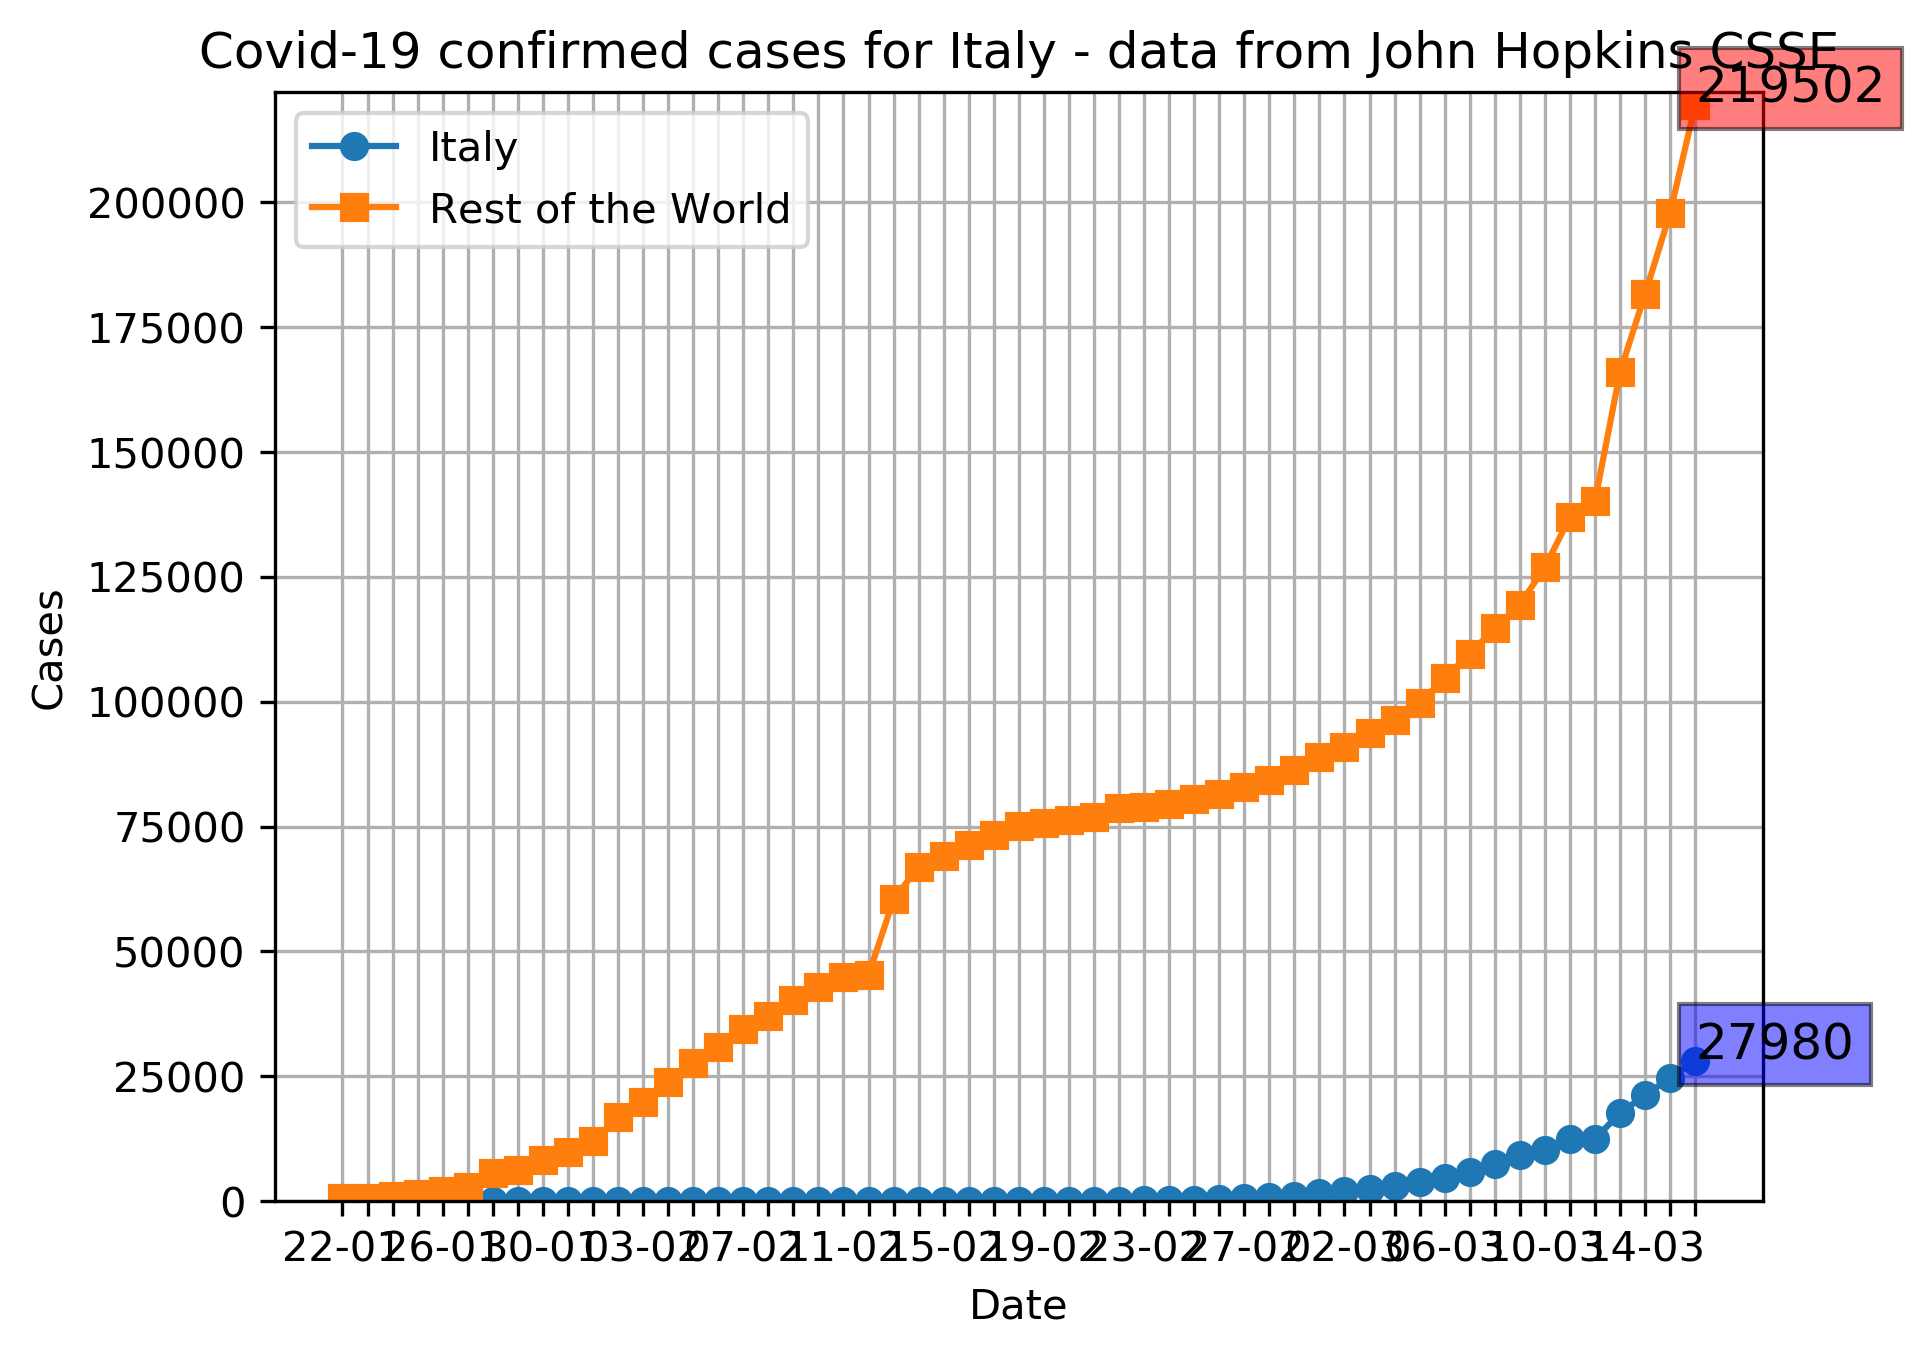 Covid-19 confirmed cases for Italy - data from John Hopkins CSSE
219502
Italy
Rest of the World
200000
175000
150000
125000
100000
75000
50000
25000
0
Cases
27980
22-01 26-01 30-01 03-02 07-02 11-02 15-02 19-02 23-02 27-02 02-03 06-03 10-03 14-03
Date